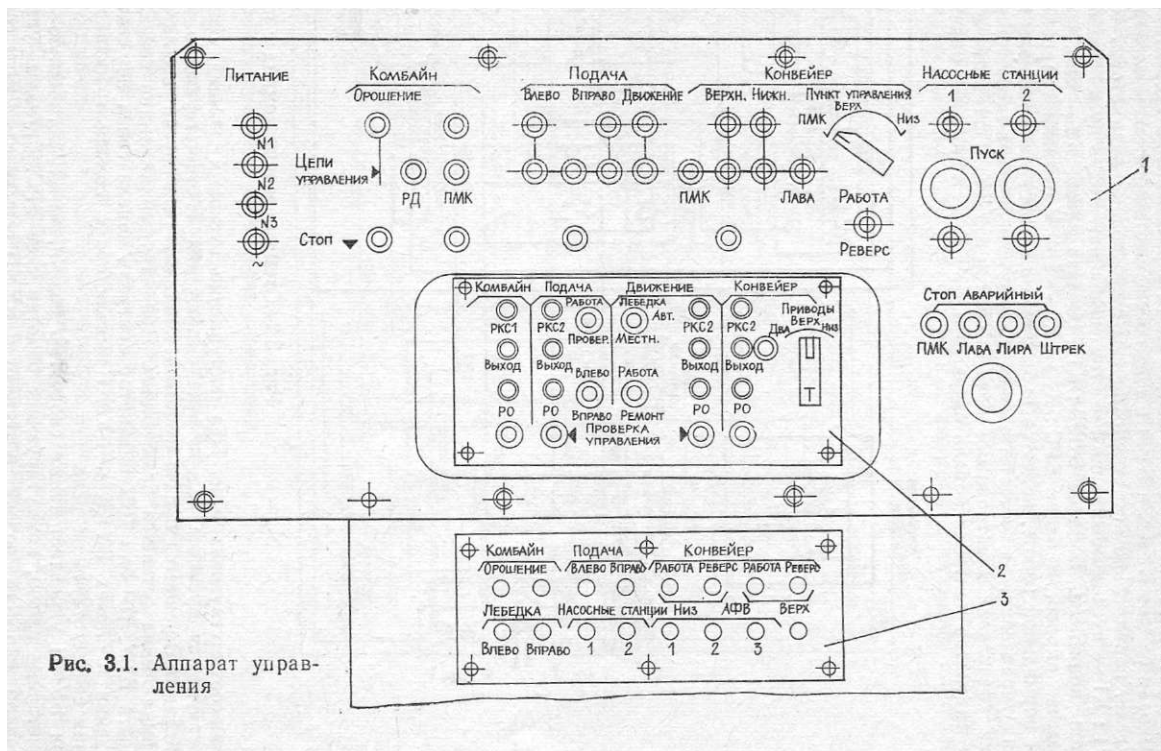 Питание Комбайн Подача Конвейер Насосные станции
Орошение Влево Вправо Движение Верхн. Нижн. Пункт управления 1 2
Верх
ПМК Низ
N1
Цепи управления
Пуск
N2
РД ПМК ПМК Лава Работа
1
N3
Стоп
Реверс
~
Комбайн Подача Движение Конвейер
Стоп аварийный
Работа Лебедка Приводы
Авт. Верх
РКС1 РКС2 Провер. Местн. РКС2 РКС2 Два Низ
ПМК Лава Лира Штрек
Выход Выход Влево Работа Выход Выход
Т
РО РО Вправо Ремонт РО РО
Проверка
управления
2
Комбайн Подача Конвейер
Орошение Влево Вправо Работа Реверс Работа Реверс
3
Лебедка Насосные станции Низ АФВ Верх
Влево Вправо 1 2 1 2 3
Рис. 3.1. Аппарат управ-
ления